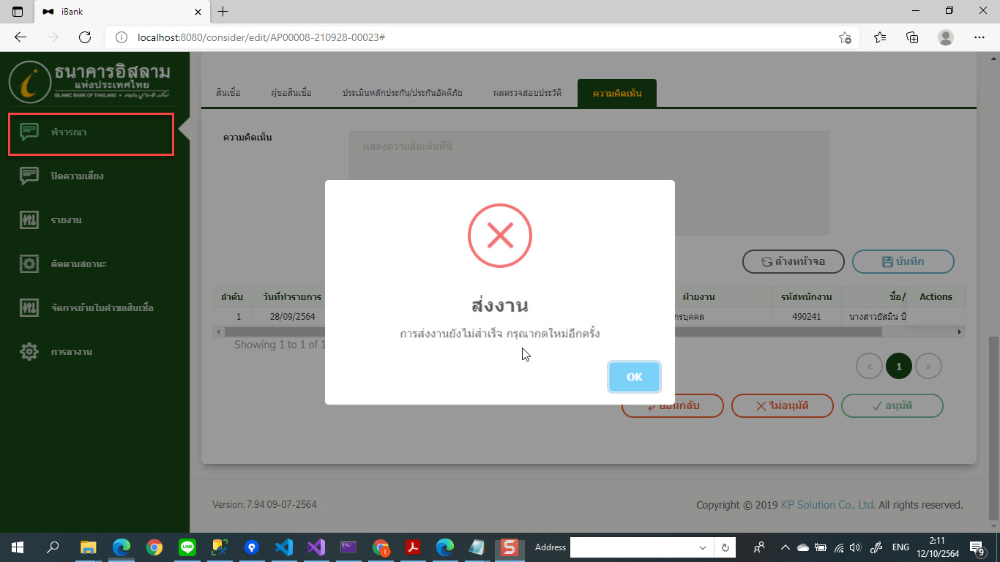 iBank
localhost:8080/consider/edit/AP00008-210928-00023#
ธนาคารอิสลาม
แห่งประเทศไทย
ISLAMIC BANK OF THAILAND
สินเชื่อ
ผู้ขอสินเชื่อ
ประเมินหลักประกัน/ประกันอัคคีภัย
ผลตรวจสอบประวัติ
ความคิดเห็น
พิจารณา
ปิดความเสี่ยง
รายงาน
ติดตามสถานะ
จัดการย้ายใบคำขอสินเชื่อ
การลางาน
ความคิดเห็น
แสดงความคิดเห็นที่นี่
ส่งงาน
การส่งงานยังไม่สำเร็จ กรุณากดใหม่อีกครั้ง
OK
ล้างหน้าจอ
บันทึก
ลำดับ วันที่ทำรายการ ฝ่ายงาน รหัสพนักงาน ชื่อ/ Actions
1 28/09/2564 กรบุคคล 490241 นางสาวยัสมิน บิ
Showing 1 to 1 of 1
« 1 »
ย้อนกลับ
ไม่อนุมัติ
อนุมัติ
Version: 7.94 09-07-2564
Copyright © 2019 KP Solution Co., Ltd. All rights reserved.
Address
ENG
2:11
12/10/2564
9